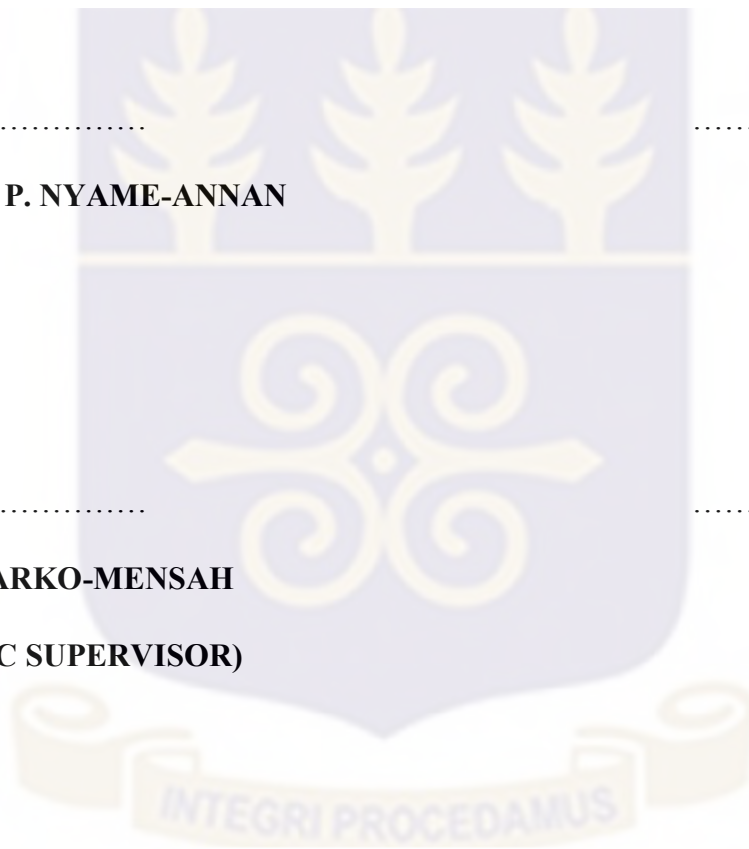 ..............
......
P. NYAME-ANNAN
..............
......
ARKO-MENSAH
C SUPERVISOR)
INTEGRI PROCEDAMUS